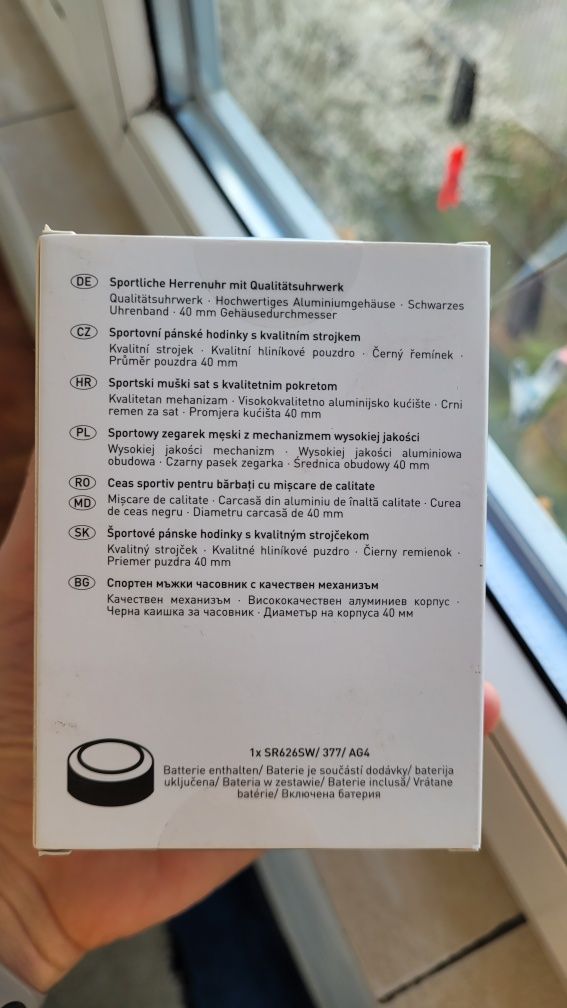 DE Sportliche Herrenuhr mit Qualitätsuhrwerk
Qualitätsuhrwerk · Hochwertiges Aluminiumgehäuse · Schwarzes
Uhrenband · 40 mm Gehäusedurchmesser
CZ Sportovní pánské hodinky s kvalitním strojkem
Kvalitní strojek · Kvalitní hliníkové pouzdro · Černý řemínek ·
Průměr pouzdra 40 mm
HR Sportski muški sat s kvalitetnim pokretom
Kvalitetan mehanizam · Visokokvalitetno aluminijsko kućište · Crni
remen za sat · Promjera kućišta 40 mm
PL Sportowy zegarek męski z mechanizmem wysokiej jakości
Wysokiej jakości mechanizm · Wysokiej jakości aluminiowa
obudowa · Czarny pasek zegarka · Średnica obudowy 40 mm
RO Ceas sportiv pentru bărbați cu mișcare de calitate
MD Mișcare de calitate · Carcasă din aluminiu de înaltă calitate · Curea
de ceas negru · Diametru carcasă de 40 mm
SK Športové pánske hodinky s kvalitným strojčekom
Kvalitný strojček · Kvalitné hliníkové puzdro · Čierny remienok ·
Priemer puzdra 40 mm
BG Спортен мъжки часовник с качествен механизъм
Качествен механизъм · Висококачествен алуминиев корпус ·
Черна каишка за часовник · Диаметър на корпуса 40 мм
1x SR626SW/ 377/ AG4
Batterie enthalten/ Baterie je součástí dodávky/ baterija
uključena/ Bateria w zestawie/ Baterie inclusă/ Vrátane
batérie/ Включена батерия